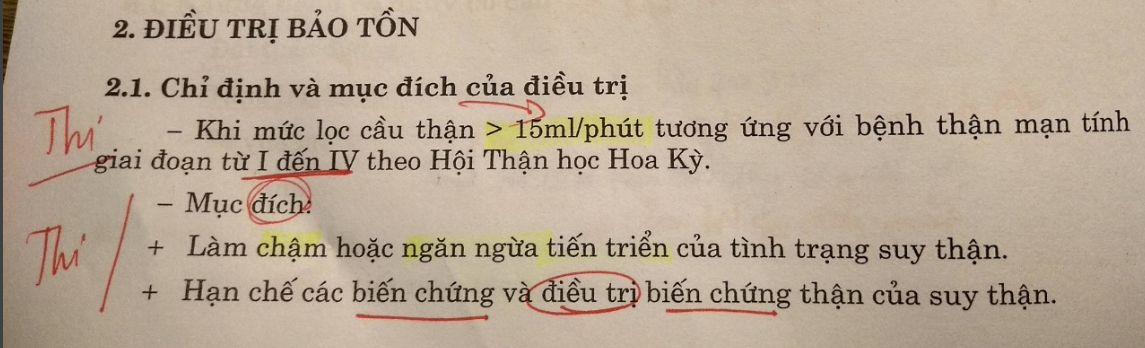 2. ĐIỀU TRỊ BẢO TỒN
2.1. Chỉ định và mục đích của điều trị
Thi
– Khi mức lọc cầu thận > 15ml/phút tương ứng với bệnh thận mạn tính
giai đoạn từ I đến IV theo Hội Thận học Hoa Kỳ.
– Mục đích:
Thi
+ Làm chậm hoặc ngăn ngừa tiến triển của tình trạng suy thận.
+ Hạn chế các biến chứng và điều trị biến chứng thận của suy thận.